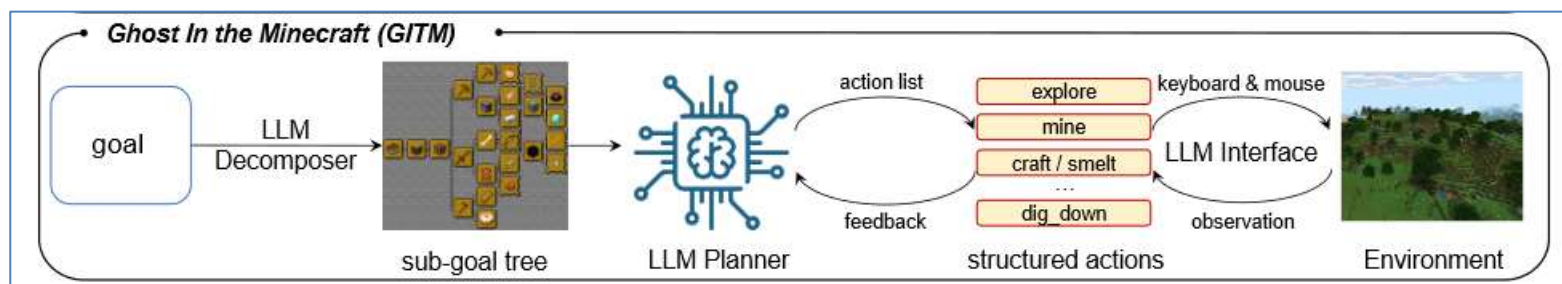 Ghost In the Minecraft (GITM)
goal
LLM
Decomposer
sub-goal tree
LLM Planner
action list
feedback
explore
mine
craft / smelt
...
dig_down
structured actions
keyboard & mouse
LLM Interface
observation
Environment